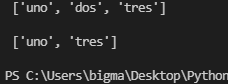 ['uno', 'dos', 'tres']
['uno', 'tres']
PS C:\Users\bigma\Desktop\Python